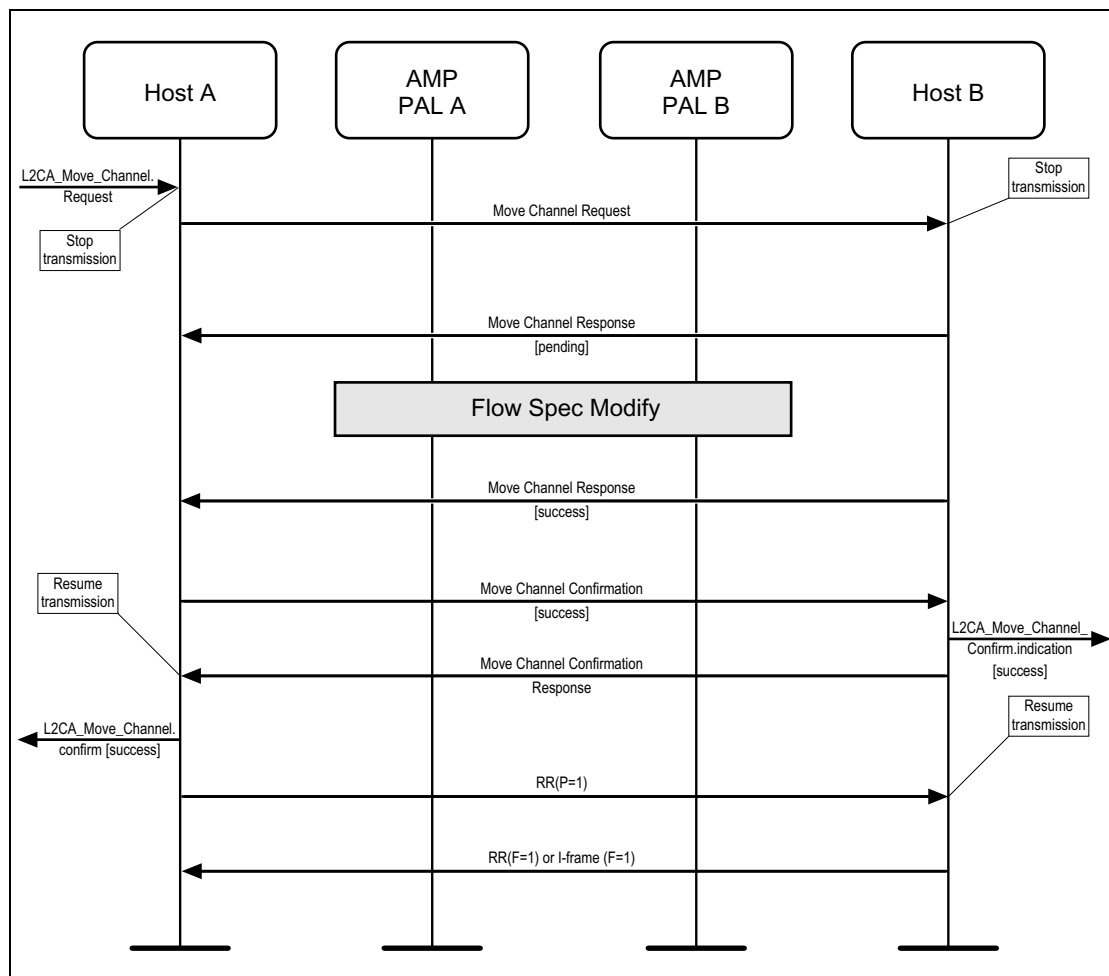 Host A
AMP
PAL A
AMP
PAL B
Host B
L2CA_Move_Channel.
Request
Stop
transmission
Stop
transmission
Move Channel Request
Move Channel Response
[pending]
Flow Spec Modify
Move Channel Response
[success]
Resume
transmission
Move Channel Confirmation
[success]
L2CA_Move_Channel_
Confirm.indication
[success]
Move Channel Confirmation
Response
Resume
transmission
L2CA_Move_Channel.
confirm [success]
RR(P=1)
RR(F=1) or I-frame (F=1)